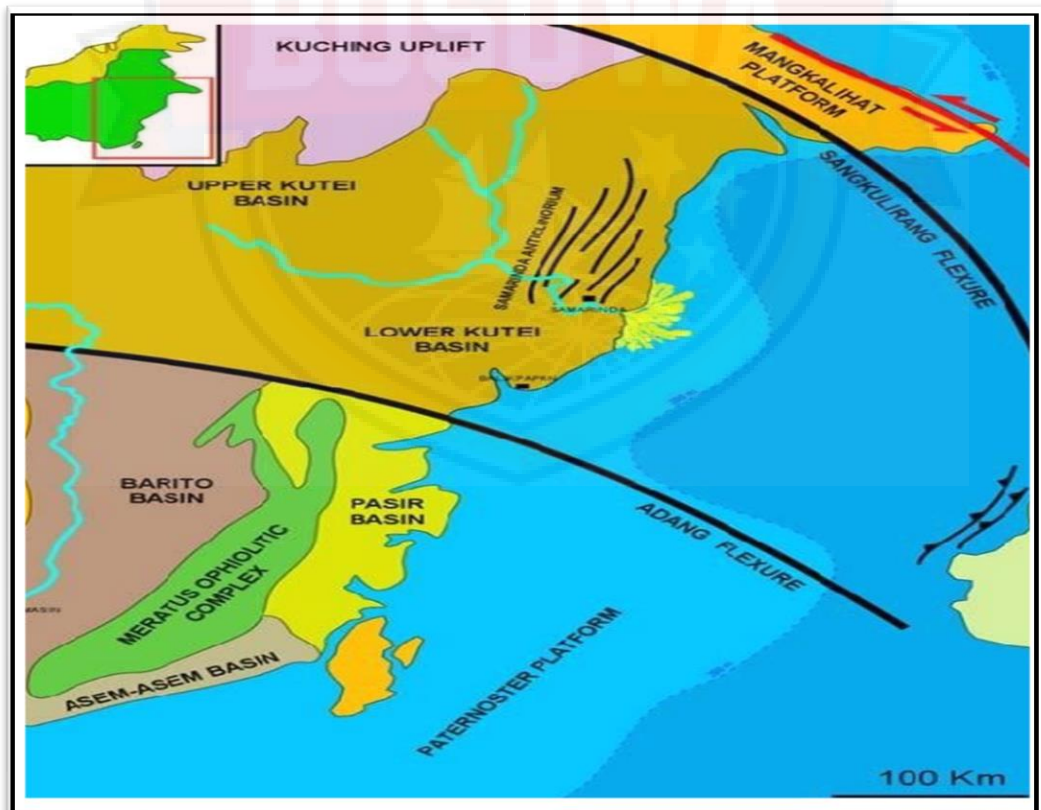 KUCHING UPLIFT
MANGKALIHAT
PLATFORM
UPPER KUTEI
BASIN
SANGKULIRANG FLEXURE
SAMARINDA ANTICLINORIUM
SAMARINDA
LOWER KUTEI
BASIN
BARITO
BASIN
PASIR
BASIN
ADANG FLEXURE
MERATUS OPHIOLITIC
COMPLEX
ASEM-ASEM BASIN
PATERNOSTER PLATFORM
100 Km